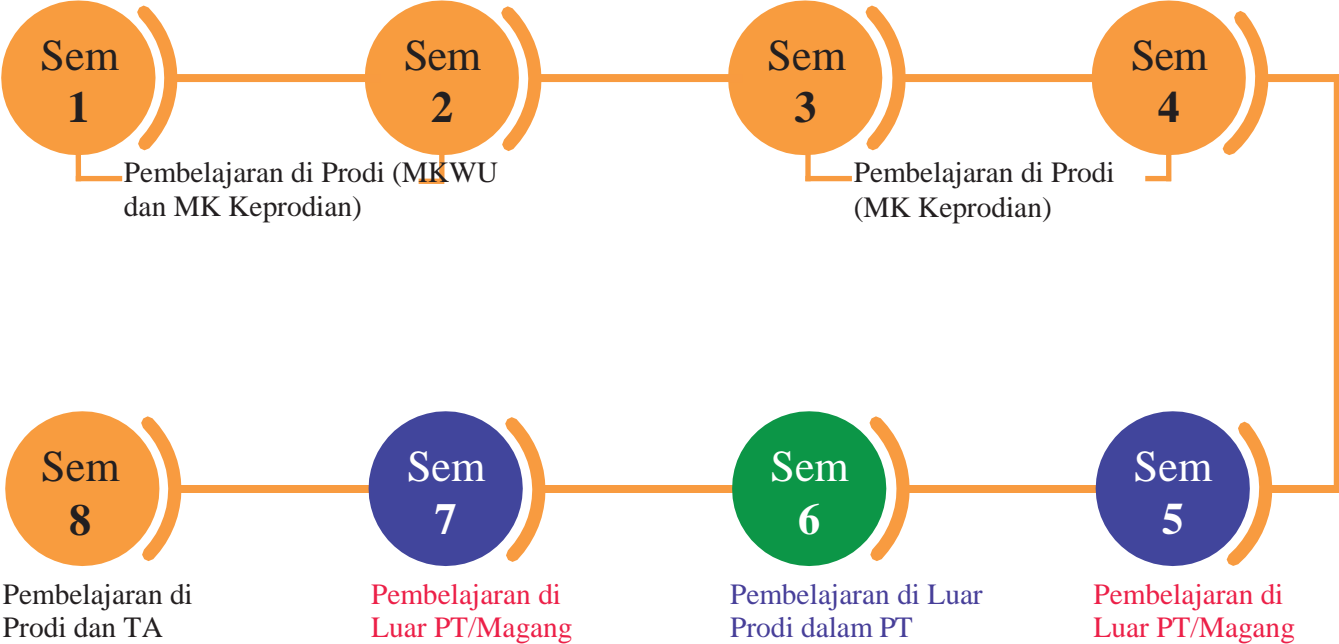 Sem
1
Sem
2
Sem
3
Sem
4
Pembelajaran di Prodi (MKWU
dan MK Keprodian)
Pembelajaran di Prodi
(MK Keprodian)
Sem
8
Sem
7
Sem
6
Sem
5
Pembelajaran di
Prodi dan TA
Pembelajaran di
Luar PT/Magang
Pembelajaran di Luar
Prodi dalam PT
Pembelajaran di
Luar PT/Magang